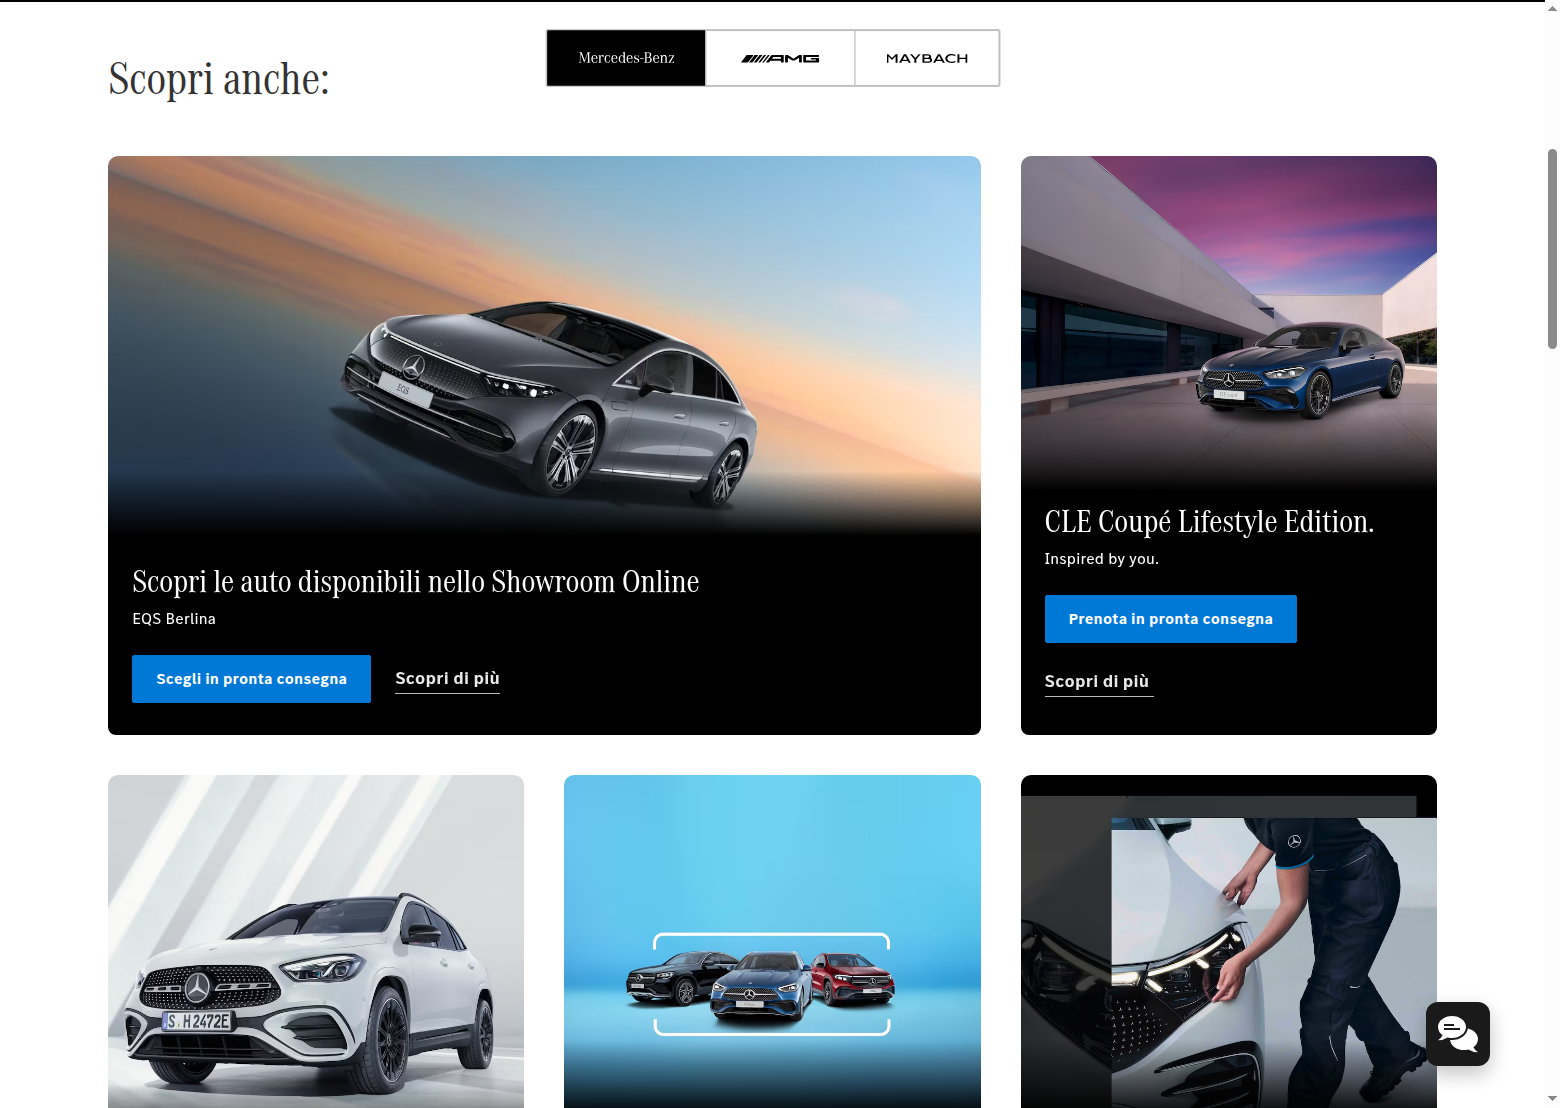 Scopri anche:
Mercedes-Benz
AMG
MAYBACH
EQS
Scopri le auto disponibili nello Showroom Online
EQS Berlina
Scegli in pronta consegna
Scopri di più
CLE Coupé Lifestyle Edition.
Inspired by you.
Prenota in pronta consegna
Scopri di più
S H 2472E